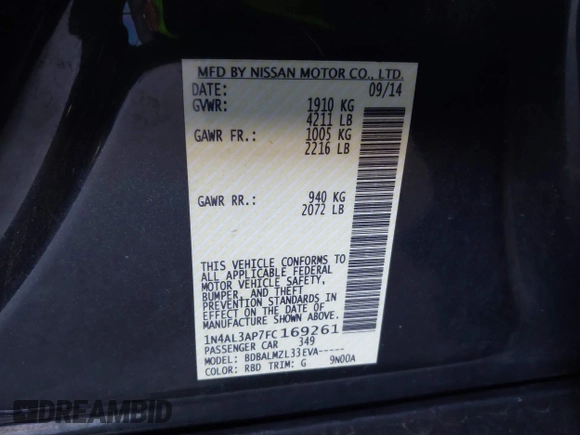 MFD BY NISSAN MOTOR CO., LTD.
DATE: 09/14
GVWR: 1910 KG
4211 LB
GAWR FR.: 1005 KG
2216 LB
GAWR RR.: 940 KG
2072 LB
THIS VEHICLE CONFORMS TO
ALL APPLICABLE FEDERAL
MOTOR VEHICLE SAFETY,
BUMPER, AND THEFT
PREVENTION STANDARDS IN
EFFECT ON THE DATE OF
MANUFACTURE SHOWN ABOVE.
1N4AL3AP7FC169261
PASSENGER CAR 349
MODEL: BDBALMZL33EVA-----
COLOR: RBD TRIM: G 9N00A
DREAMBID